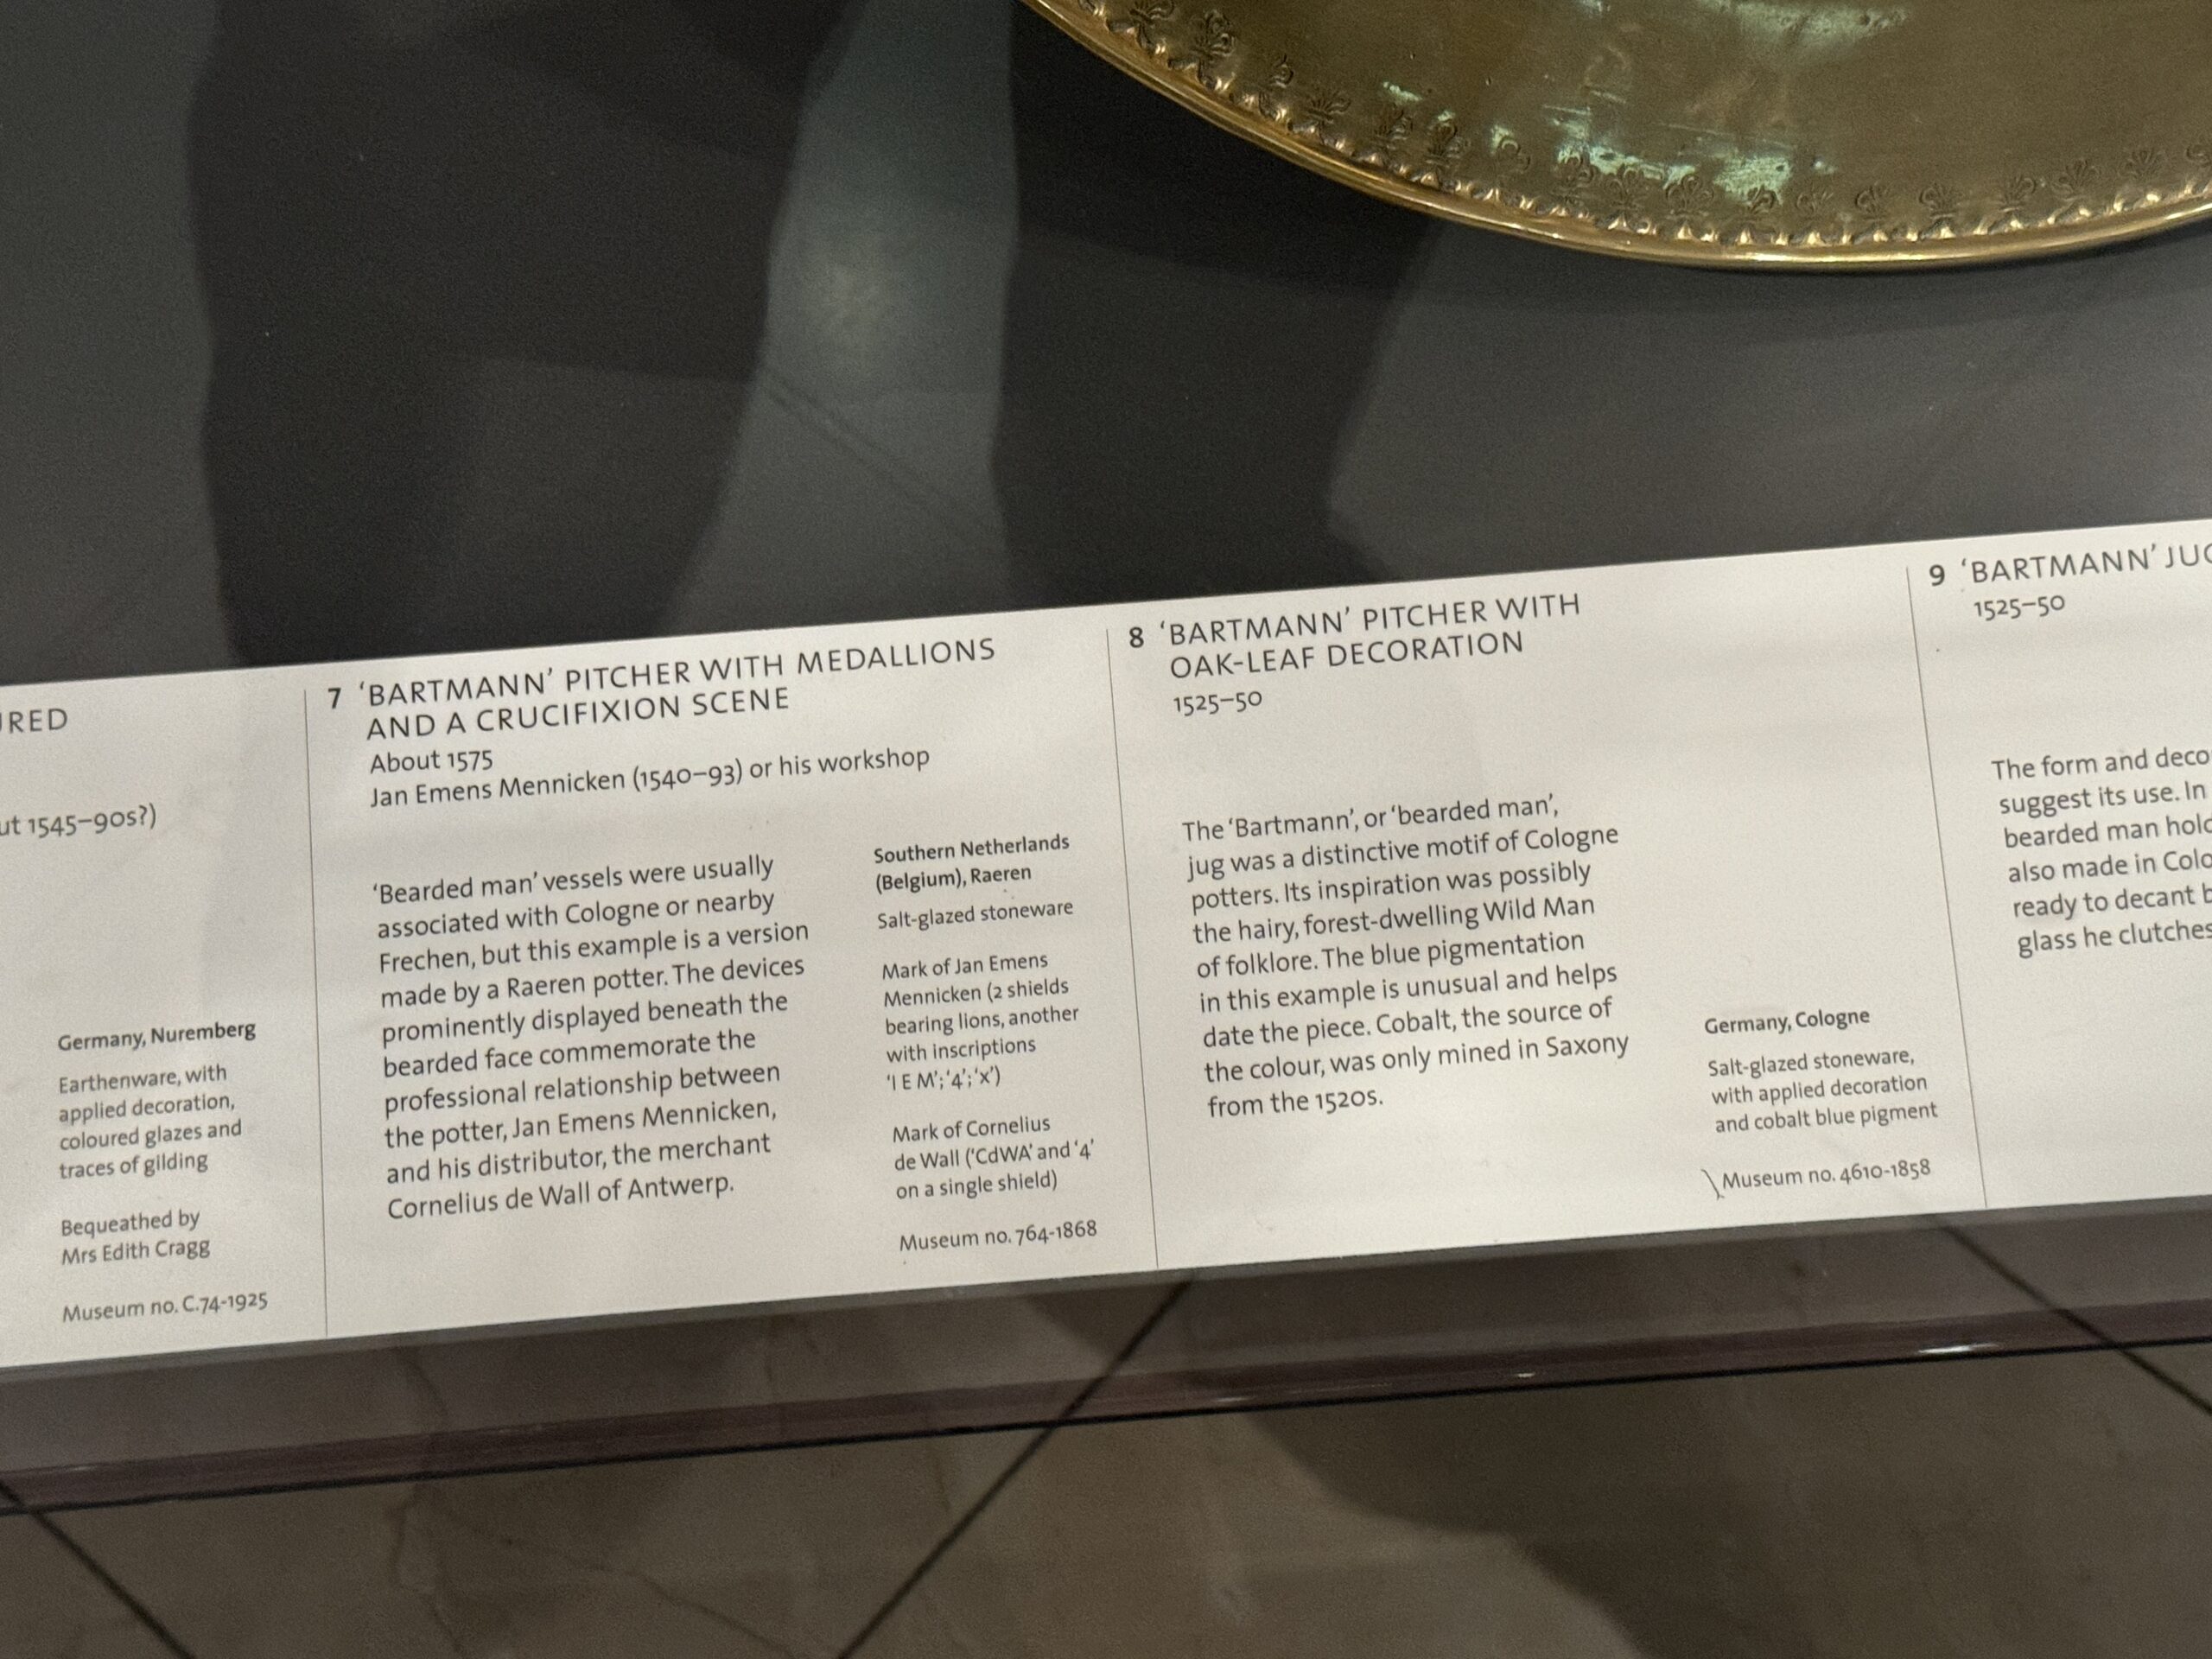 URED
ut 1545–90s?)
Germany, Nuremberg
Earthenware, with
applied decoration,
coloured glazes and
traces of gilding
Bequeathed by
Mrs Edith Cragg
Museum no. C.74-1925
7 ‘BARTMANN’ PITCHER WITH MEDALLIONS
AND A CRUCIFIXION SCENE
About 1575
Jan Emens Mennicken (1540–93) or his workshop
‘Bearded man’ vessels were usually
associated with Cologne or nearby
Frechen, but this example is a version
made by a Raeren potter. The devices
prominently displayed beneath the
bearded face commemorate the
professional relationship between
the potter, Jan Emens Mennicken,
and his distributor, the merchant
Cornelius de Wall of Antwerp.
Southern Netherlands
(Belgium), Raeren
Salt-glazed stoneware
Mark of Jan Emens
Mennicken (2 shields
bearing lions, another
with inscriptions
‘I E M’; ‘4’; ‘x’)
Mark of Cornelius
de Wall (‘CdWA’ and ‘4’
on a single shield)
Museum no. 764-1868
8 ‘BARTMANN’ PITCHER WITH
OAK-LEAF DECORATION
1525–50
The ‘Bartmann’, or ‘bearded man’,
jug was a distinctive motif of Cologne
potters. Its inspiration was possibly
the hairy, forest-dwelling Wild Man
of folklore. The blue pigmentation
in this example is unusual and helps
date the piece. Cobalt, the source of
the colour, was only mined in Saxony
from the 1520s.
Germany, Cologne
Salt-glazed stoneware,
with applied decoration
and cobalt blue pigment
Museum no. 4610-1858
9 ‘BARTMANN’ JUG
1525–50
The form and deco
suggest its use. In
bearded man hold
also made in Colo
ready to decant b
glass he clutches